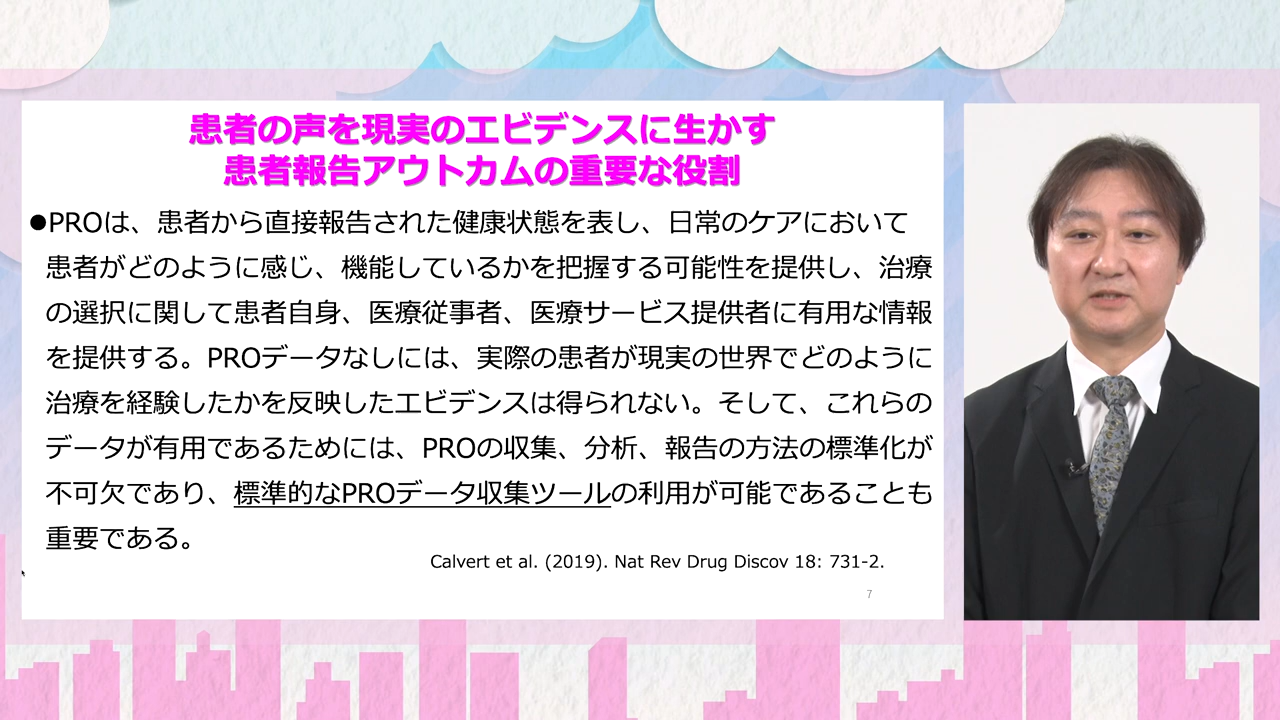 患者の声を現実のエビデンスに生かす
患者報告アウトカムの重要な役割
●PROは、患者から直接報告された健康状態を表し、日常のケアにおいて
患者がどのように感じ、機能しているかを把握する可能性を提供し、治療
の選択に関して患者自身、医療従事者、医療サービス提供者に有用な情報
を提供する。PROデータなしには、実際の患者が現実の世界でどのように
治療を経験したかを反映したエビデンスは得られない。そして、これらの
データが有用であるためには、PROの収集、分析、報告の方法の標準化が
不可欠であり、標準的なPROデータ収集ツールの利用が可能であることも
重要である。
Calvert et al. (2019). Nat Rev Drug Discov 18: 731-2.
7